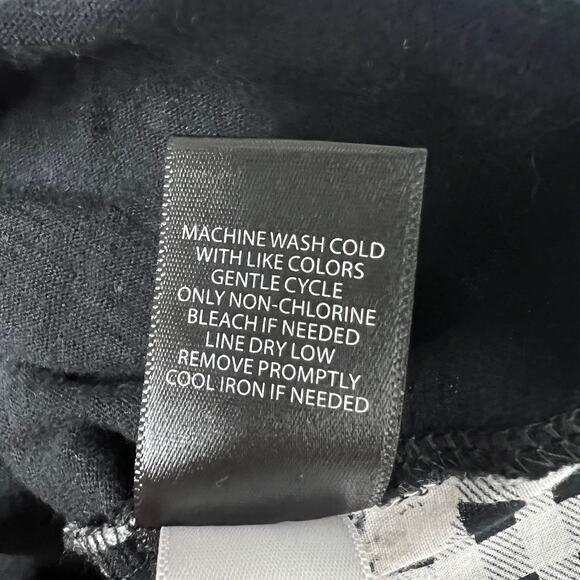 MACHINE WASH COLD
WITH LIKE COLORS
GENTLE CYCLE
ONLY NON-CHLORINE
BLEACH IF NEEDED
LINE DRY LOW
REMOVE PROMPTLY
COOL IRON IF NEEDED